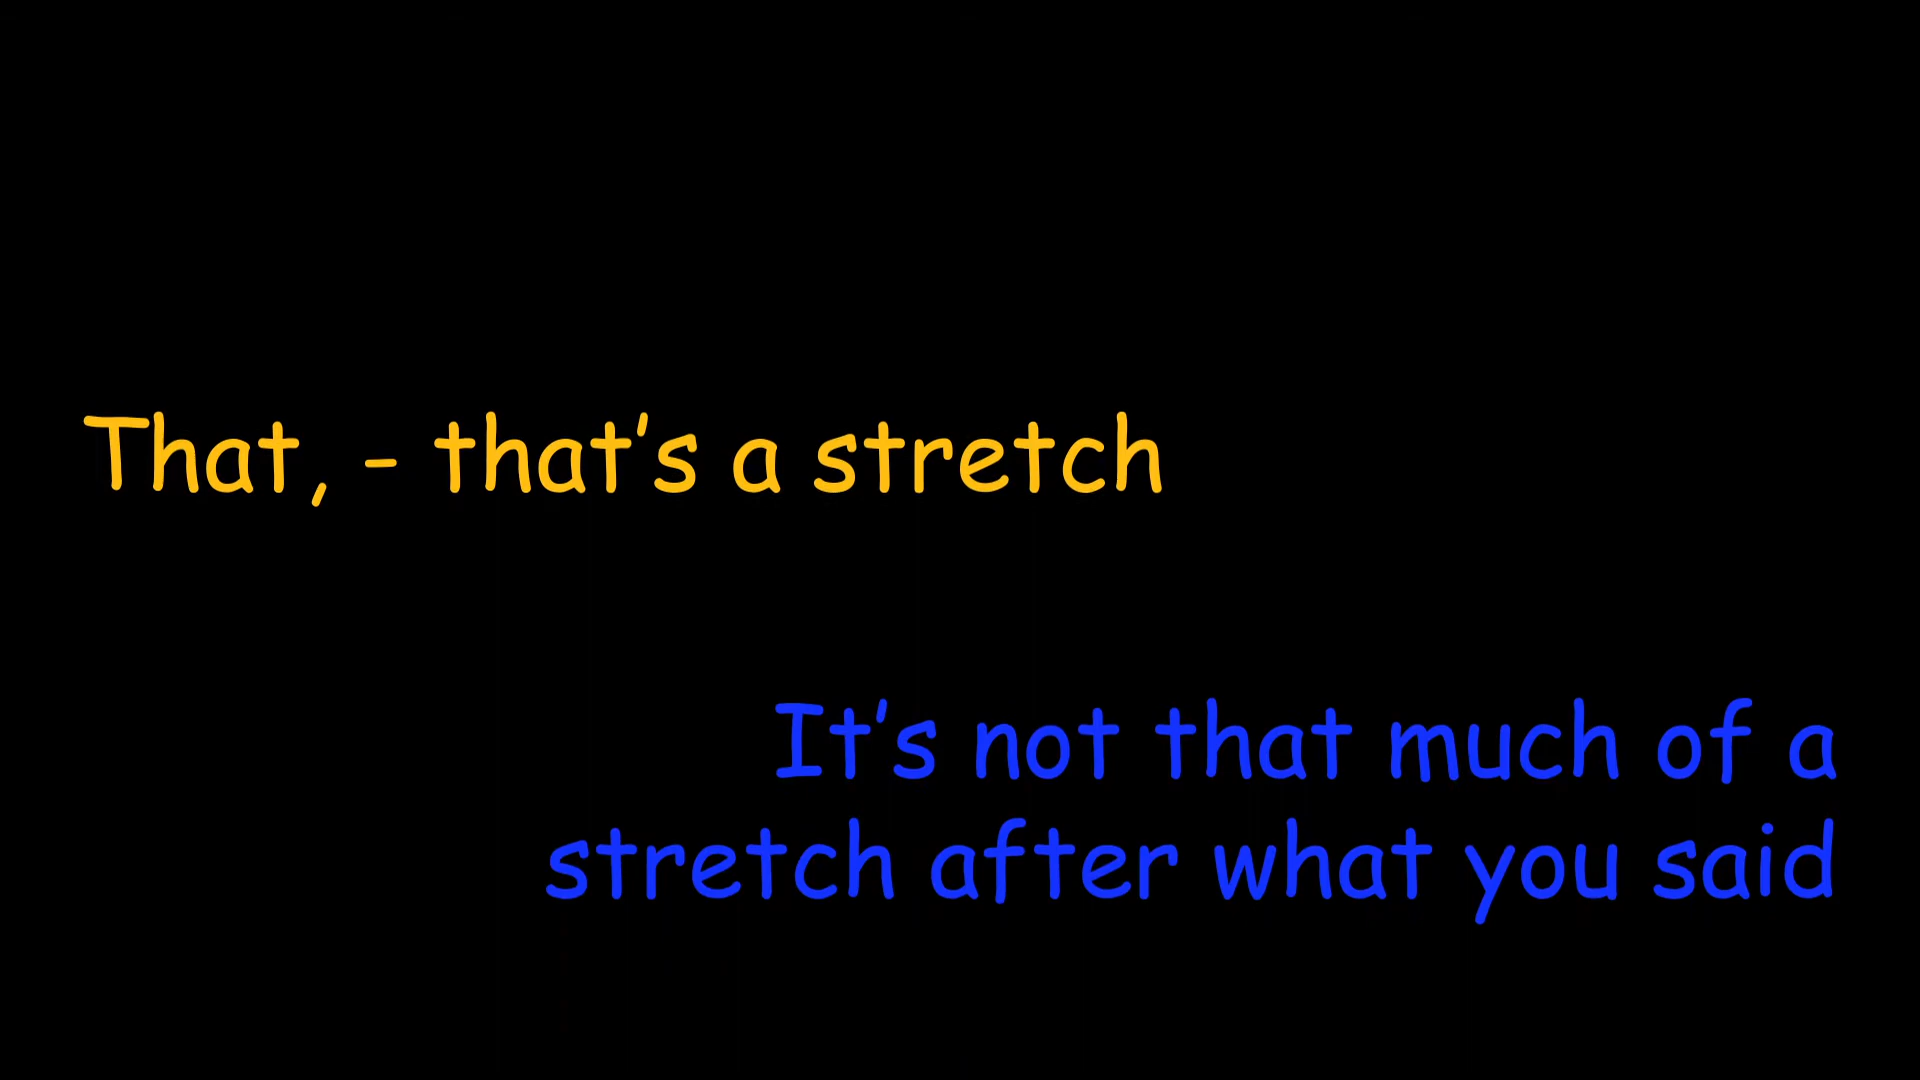 That, - that's a stretch
It's not that much of a
stretch after what you said